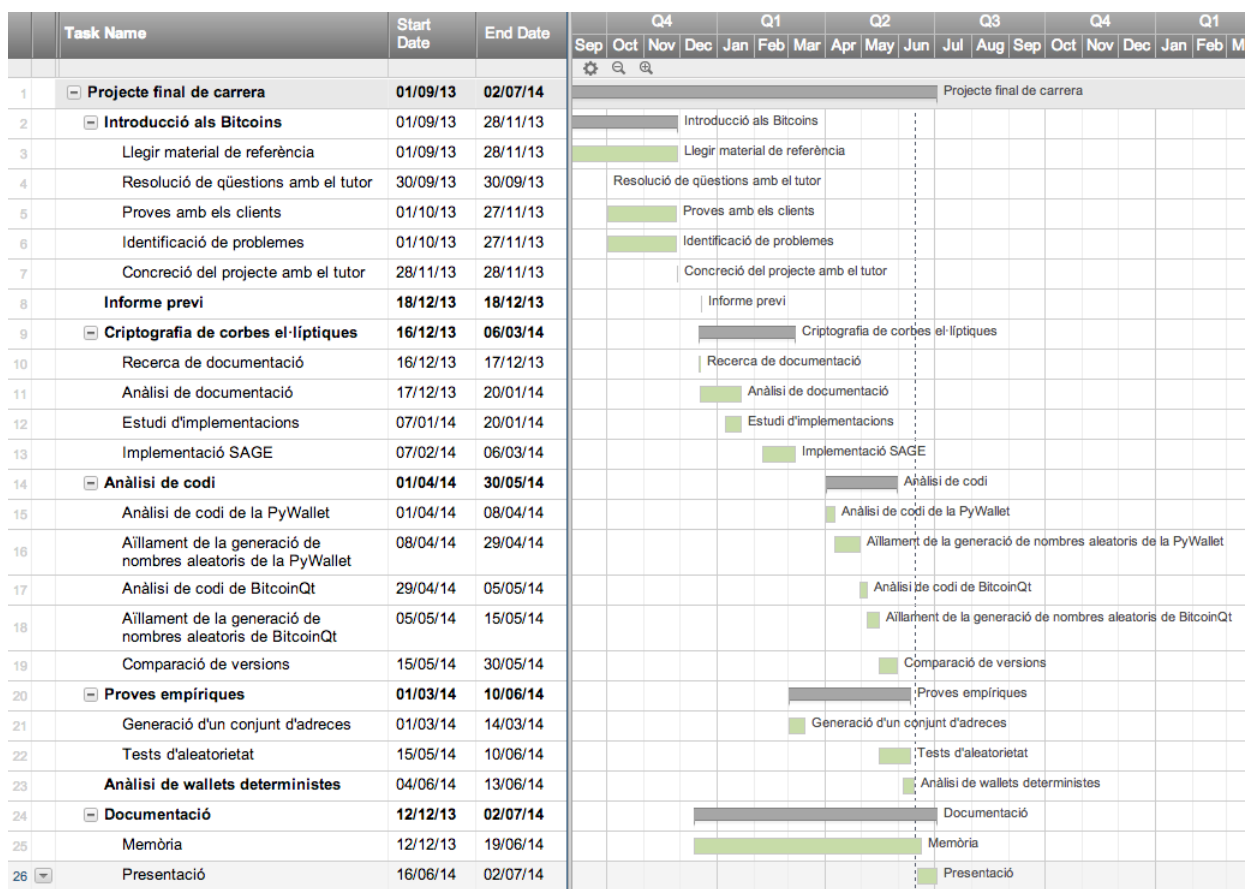 Task Name Start Date End Date Q4 Q1 Q2 Q3 Q4 Q1
Sep Oct Nov Dec Jan Feb Mar Apr May Jun Jul Aug Sep Oct Nov Dec Jan Feb M
1 Projecte final de carrera 01/09/13 02/07/14 Projecte final de carrera
2 Introducció als Bitcoins 01/09/13 28/11/13 Introducció als Bitcoins
3 Llegir material de referència 01/09/13 28/11/13 Llegir material de referència
4 Resolució de qüestions amb el tutor 30/09/13 30/09/13 Resolució de qüestions amb el tutor
5 Proves amb els clients 01/10/13 27/11/13 Proves amb els clients
6 Identificació de problemes 01/10/13 27/11/13 Identificació de problemes
7 Concreció del projecte amb el tutor 28/11/13 28/11/13 Concreció del projecte amb el tutor
8 Informe previ 18/12/13 18/12/13 Informe previ
9 Criptografia de corbes el·líptiques 16/12/13 06/03/14 Criptografia de corbes el·líptiques
10 Recerca de documentació 16/12/13 17/12/13 Recerca de documentació
11 Anàlisi de documentació 17/12/13 20/01/14 Anàlisi de documentació
12 Estudi d'implementacions 07/01/14 20/01/14 Estudi d'implementacions
13 Implementació SAGE 07/02/14 06/03/14 Implementació SAGE
14 Anàlisi de codi 01/04/14 30/05/14 Anàlisi de codi
15 Anàlisi de codi de la PyWallet 01/04/14 08/04/14 Anàlisi de codi de la PyWallet
16 Aïllament de la generació de 08/04/14 29/04/14 Aïllament de la generació de nombres aleatoris de la PyWallet
nombres aleatoris de la PyWallet
17 Anàlisi de codi de BitcoinQt 29/04/14 05/05/14 Anàlisi de codi de BitcoinQt
18 Aïllament de la generació de 05/05/14 15/05/14 Aïllament de la generació de nombres aleatoris de BitcoinQt
nombres aleatoris de BitcoinQt
19 Comparació de versions 15/05/14 30/05/14 Comparació de versions
20 Proves empíriques 01/03/14 10/06/14 Proves empíriques
21 Generació d'un conjunt d'adreces 01/03/14 14/03/14 Generació d'un conjunt d'adreces
22 Tests d'aleatorietat 15/05/14 10/06/14 Tests d'aleatorietat
23 Anàlisi de wallets deterministes 04/06/14 13/06/14 Anàlisi de wallets deterministes
24 Documentació 12/12/13 02/07/14 Documentació
25 Memòria 12/12/13 19/06/14 Memòria
26 Presentació 16/06/14 02/07/14 Presentació